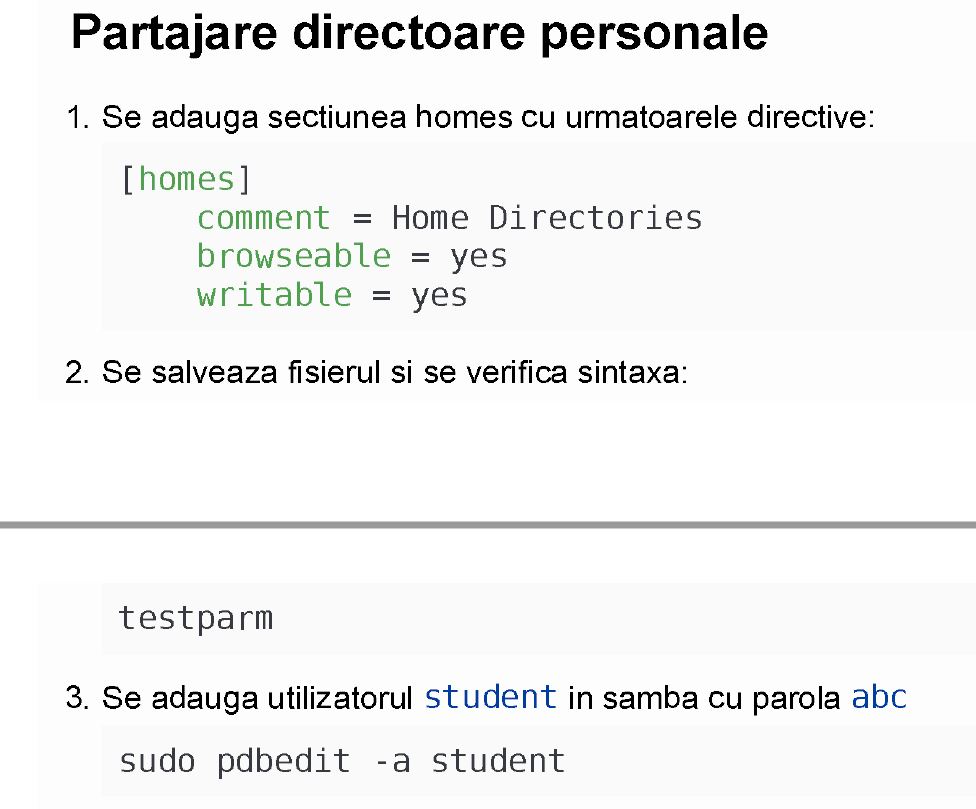 Partajare directoare personale
1. Se adauga sectiunea homes cu urmatoarele directive:
[homes]
comment = Home Directories
browseable = yes
writable = yes
2. Se salveaza fisierul si se verifica sintaxa:
testparm
3. Se adauga utilizatorul student in samba cu parola abc
sudo pdbedit -a student